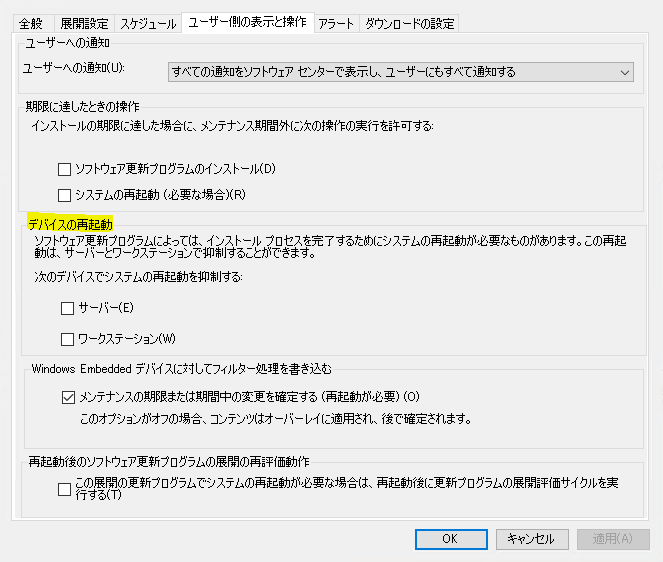 全般 展開設定 スケジュール ユーザー側の表示と操作 アラート ダウンロードの設定
ユーザーへの通知
ユーザーへの通知(U): すべての通知をソフトウェア センターで表示し、ユーザーにもすべて通知する
期限に達したときの操作
インストールの期限に達した場合に、メンテナンス期間外に次の操作の実行を許可する:
ソフトウェア更新プログラムのインストール(D)
システムの再起動 (必要な場合)(R)
デバイスの再起動
ソフトウェア更新プログラムによっては、インストール プロセスを完了するためにシステムの再起動が必要なものがあります。この再起
動は、サーバーとワークステーションで抑制することができます。
次のデバイスでシステムの再起動を抑制する:
サーバー(E)
ワークステーション(W)
Windows Embedded デバイスに対してフィルター処理を書き込む
メンテナンスの期限または期間中の変更を確定する (再起動が必要) (O)
このオプションがオフの場合、コンテンツはオーバーレイに適用され、後で確定されます。
再起動後のソフトウェア更新プログラムの展開の再評価動作
この展開の更新プログラムでシステムの再起動が必要な場合は、再起動後に更新プログラムの展開評価サイクルを実
行する(T)
OK キャンセル 適用(A)